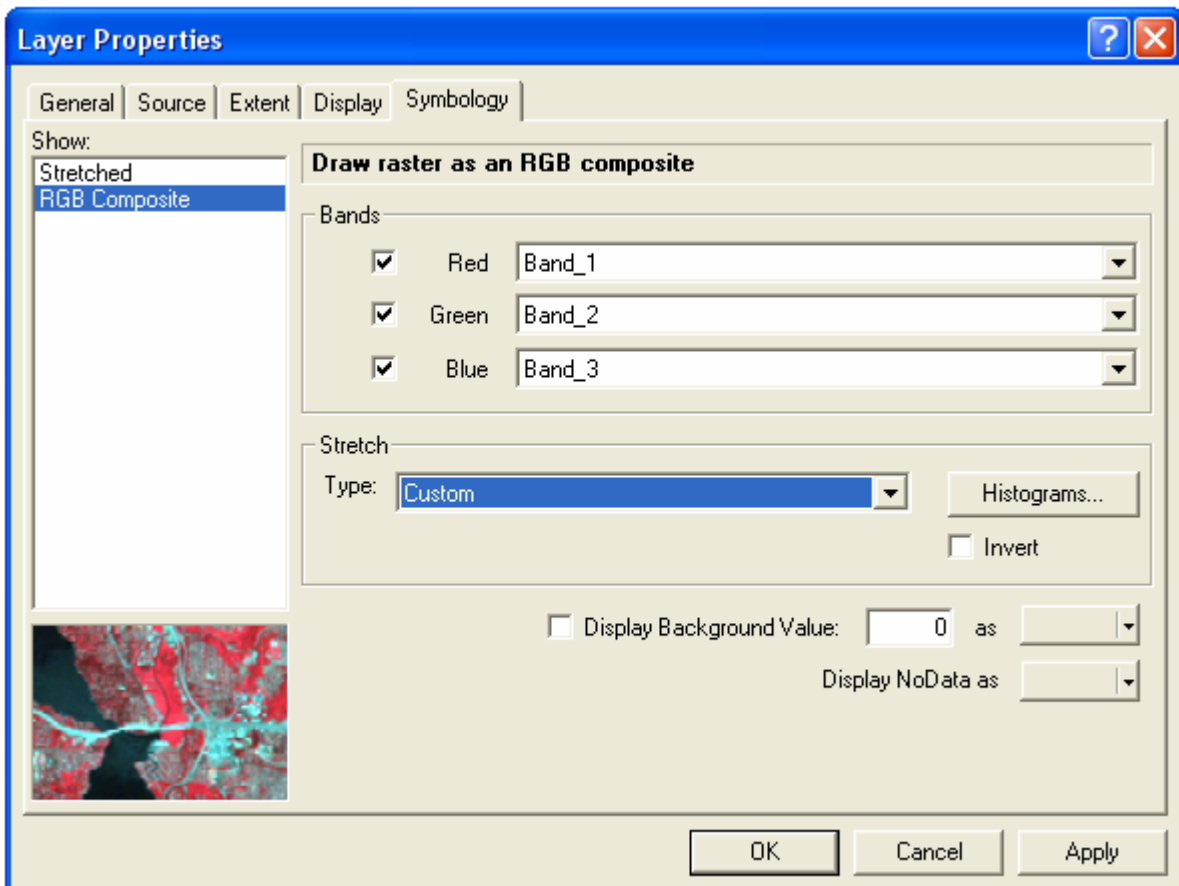 Layer Properties
General Source Extent Display Symbology
Show:
Stretched
RGB Composite
Draw raster as an RGB composite
Bands
Red Band_1
Green Band_2
Blue Band_3
Stretch
Type: Custom Histograms...
Invert
Display Background Value: 0 as
Display NoData as
OK Cancel Apply